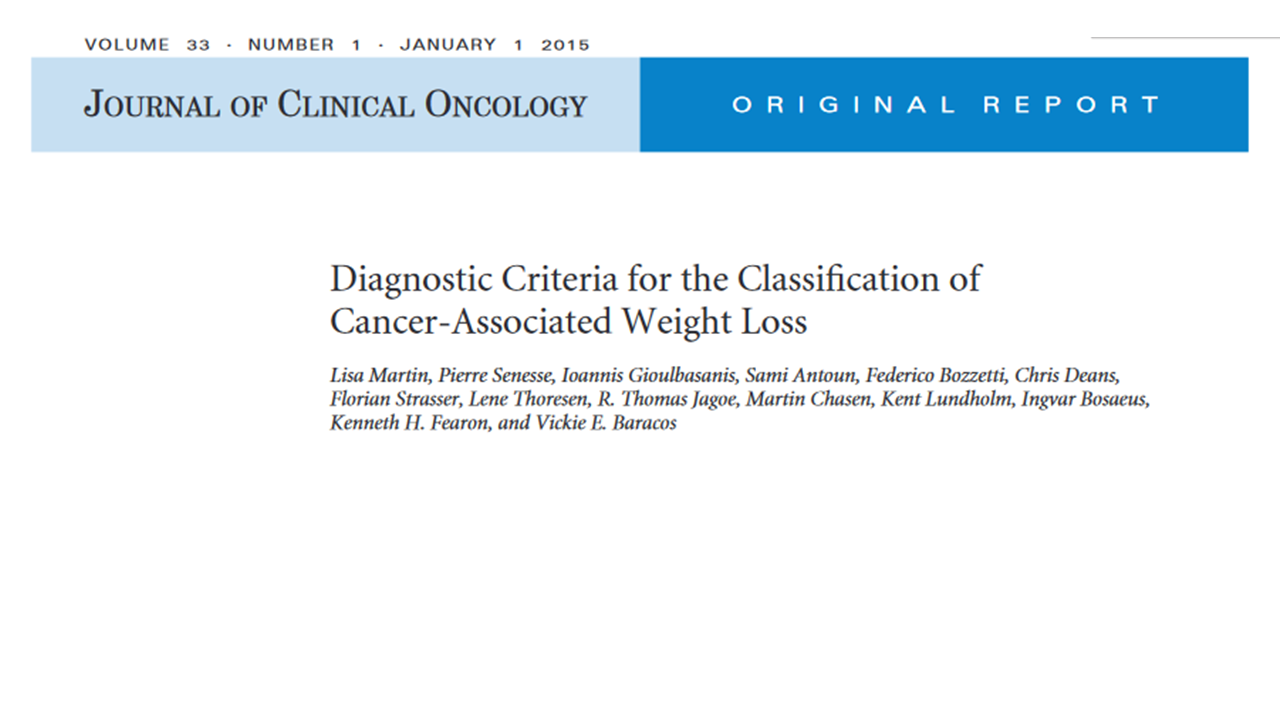 VOLUME 33 · NUMBER 1 · JANUARY 1 2015
JOURNAL OF CLINICAL ONCOLOGY
ORIGINAL REPORT
Diagnostic Criteria for the Classification of
Cancer-Associated Weight Loss
Lisa Martin, Pierre Senesse, Ioannis Gioulbasanis, Sami Antoun, Federico Bozzetti, Chris Deans,
Florian Strasser, Lene Thoresen, R. Thomas Jagoe, Martin Chasen, Kent Lundholm, Ingvar Bosaeus,
Kenneth H. Fearon, and Vickie E. Baracos